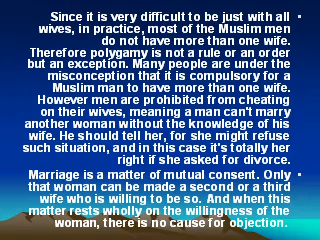 • Since it is very difficult to be just with all
wives, in practice, most of the Muslim men
do not have more than one wife.
Therefore polygamy is not a rule or an order
but an exception. Many people are under the
misconception that it is compulsory for a
Muslim man to have more than one wife.
However men are prohibited from cheating
on their wives, meaning a man can't marry
another woman without the knowledge of his
wife. He should tell her, for she might refuse
such situation, and in this case it's totally her
right if she asked for divorce.
• Marriage is a matter of mutual consent. Only
that woman can be made a second or a third
wife who is willing to be so. And when this
matter rests wholly on the willingness of the
woman, there is no cause for objection.